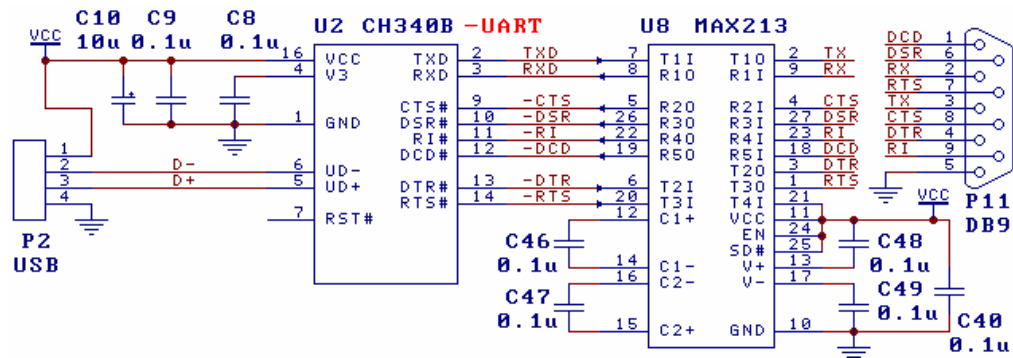 C10 C9 C8
10u 0.1u 0.1u
VCC
U2 CH340B -UART
U8 MAX213
16 VCC
4 V3
1 GND
6 UD-
5 UD+
7 RST#
TXD 2 TXD
RXD 3 RXD
CTS# 9 -CTS
DSR# 10 -DSR
RI# 11 -RI
DCD# 12 -DCD
DTR# 13 -DTR
RTS# 14 -RTS
1
2 D-
3 D+
4
P2
USB
7 T1I
8 R1O
5 R2O
26 R3O
22 R4O
19 R5O
6 T2I
20 T3I
12 C1+
14 C1-
16 C2-
15 C2+
C46
0.1u
C47
0.1u
T1O 2 TX
R1I 9 RX
R2I 4 CTS
R3I 27 DSR
R4I 23 RI
R5I 18 DCD
T2O 3 DTR
T3O 1 RTS
T4I 21
VCC 11
EN 24
SD# 25
V+ 13
V- 17
GND 10
VCC
C48
0.1u
C49
0.1u
C40
0.1u
DCD 1
DSR 6
RX 2
RTS 7
TX 3
CTS 8
DTR 4
RI 9
5
P11
DB9